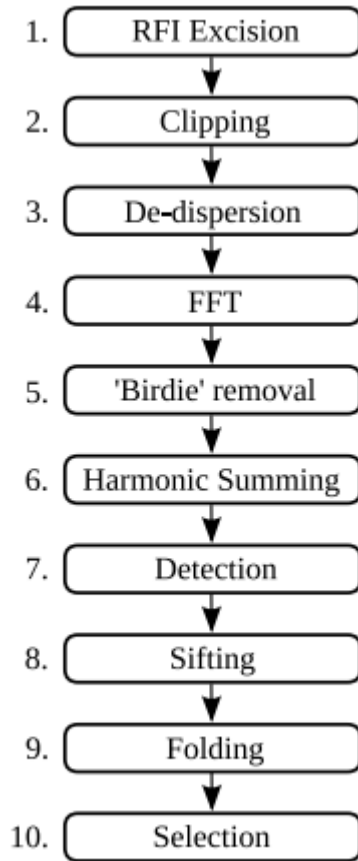 1. RFI Excision
2. Clipping
3. De-dispersion
4. FFT
5. 'Birdie' removal
6. Harmonic Summing
7. Detection
8. Sifting
9. Folding
10. Selection